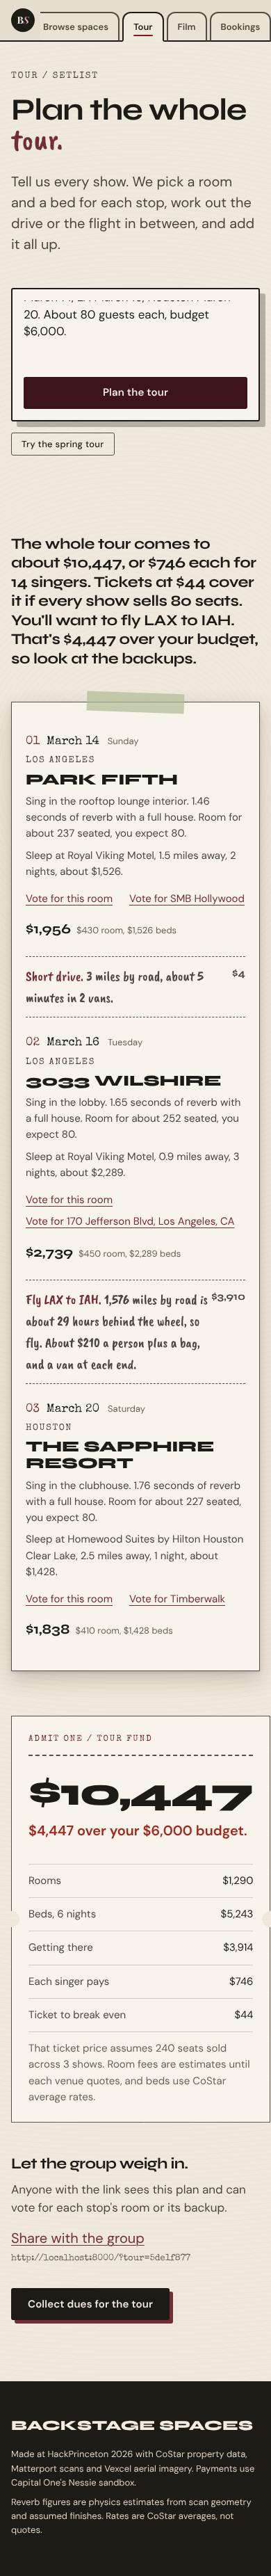 BS
Browse spaces
Tour
Film
Bookings
TOUR / SETLIST
Plan the whole
tour.
Tell us every show. We pick a room
and a bed for each stop, work out the
drive or the flight in between, and add
it all up.
20. About 80 guests each, budget
$6,000.
Plan the tour
Try the spring tour
The whole tour comes to
about $10,447, or $746 each for
14 singers. Tickets at $44 cover
it if every show sells 80 seats.
You'll want to fly LAX to IAH.
That's $4,447 over your budget,
so look at the backups.
01 March 14 Sunday
LOS ANGELES
PARK FIFTH
Sing in the rooftop lounge interior. 1.46
seconds of reverb with a full house. Room for
about 237 seated, you expect 80.
Sleep at Royal Viking Motel, 1.5 miles away, 2
nights, about $1,526.
Vote for this room Vote for SMB Hollywood
$1,956 $430 room, $1,526 beds
Short drive. 3 miles by road, about 5 $4
minutes in 2 vans.
02 March 16 Tuesday
LOS ANGELES
3033 WILSHIRE
Sing in the lobby. 1.65 seconds of reverb with
a full house. Room for about 252 seated, you
expect 80.
Sleep at Royal Viking Motel, 0.9 miles away, 3
nights, about $2,289.
Vote for this room
Vote for 170 Jefferson Blvd, Los Angeles, CA
$2,739 $450 room, $2,289 beds
Fly LAX to IAH. 1,576 miles by road is $3,910
about 29 hours behind the wheel, so
fly. About $210 a person plus a bag,
and a van at each end.
03 March 20 Saturday
HOUSTON
THE SAPPHIRE
RESORT
Sing in the clubhouse. 1.76 seconds of reverb
with a full house. Room for about 227 seated,
you expect 80.
Sleep at Homewood Suites by Hilton Houston
Clear Lake, 2.5 miles away, 1 night, about
$1,428.
Vote for this room Vote for Timberwalk
$1,838 $410 room, $1,428 beds
ADMIT ONE / TOUR FUND
$10,447
$4,447 over your $6,000 budget.
Rooms $1,290
Beds, 6 nights $5,243
Getting there $3,914
Each singer pays $746
Ticket to break even $44
That ticket price assumes 240 seats sold
across 3 shows. Room fees are estimates until
each venue quotes, and beds use CoStar
average rates.
Let the group weigh in.
Anyone with the link sees this plan and can
vote for each stop's room or its backup.
Share with the group
http://localhost:8000/?tour=5de1f877
Collect dues for the tour
BACKSTAGE SPACES
Made at HackPrinceton 2026 with CoStar property data,
Matterport scans and Vexcel aerial imagery. Payments use
Capital One's Nessie sandbox.
Reverb figures are physics estimates from scan geometry
and assumed finishes. Rates are CoStar averages, not
quotes.